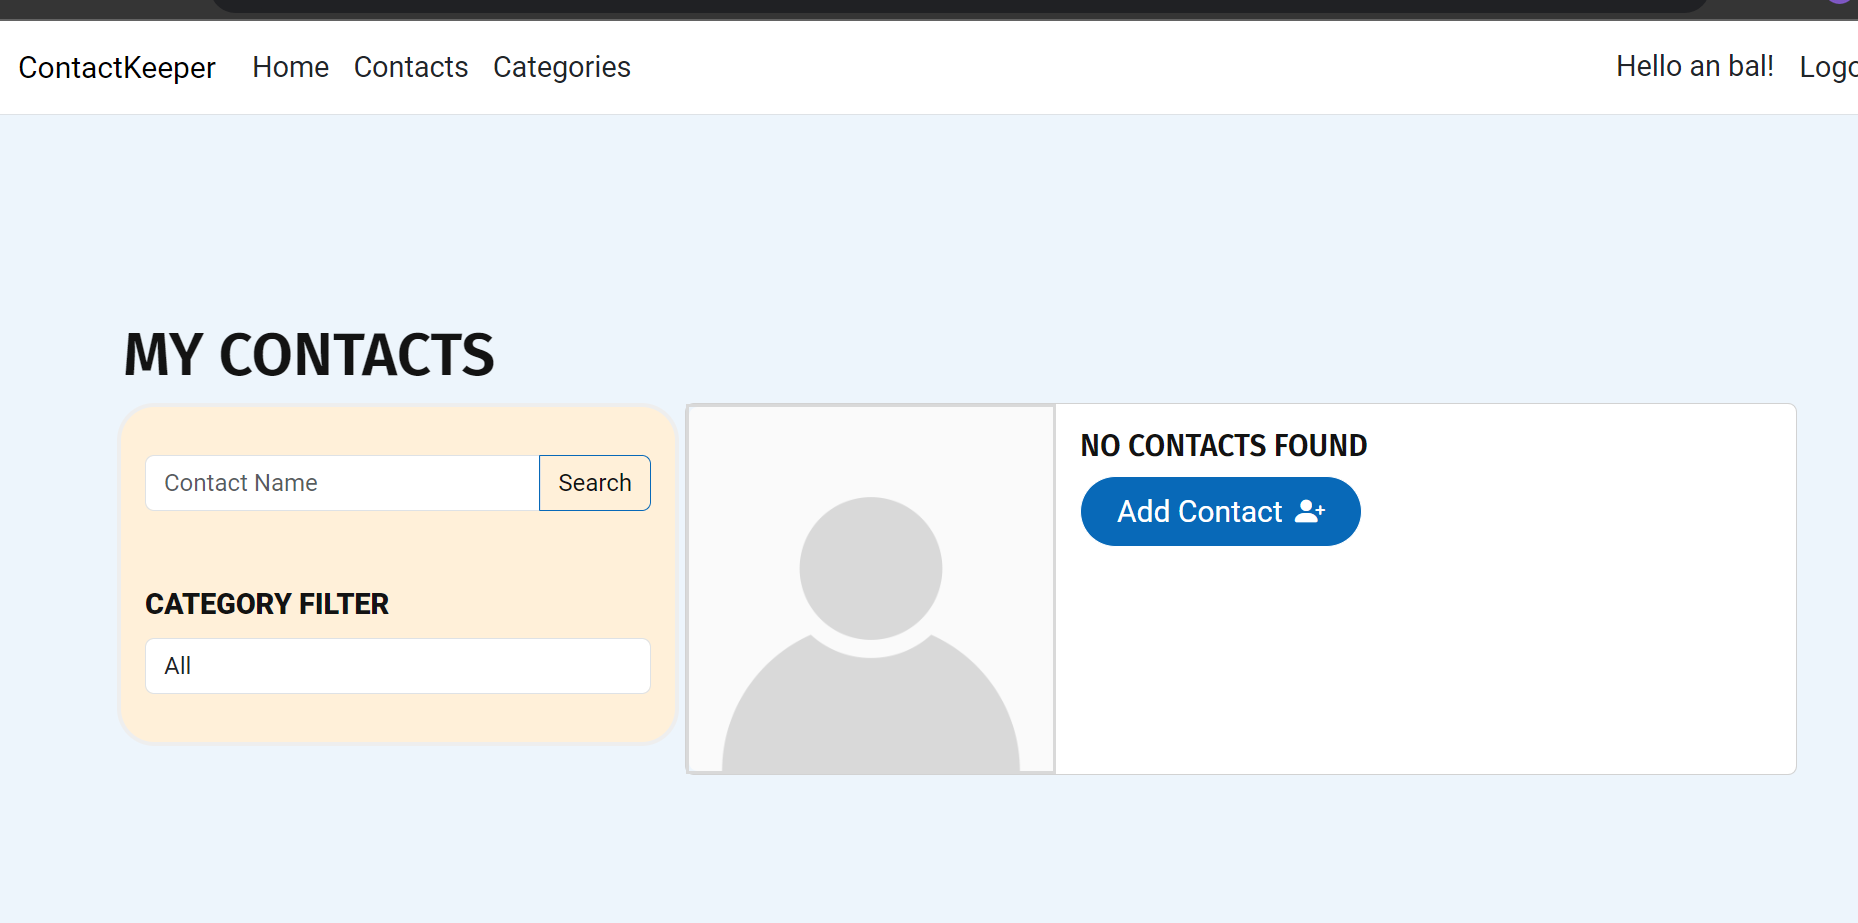 ContactKeeper Home Contacts Categories Hello an bal!
MY CONTACTS
Contact Name Search
CATEGORY FILTER
All
NO CONTACTS FOUND
Add Contact